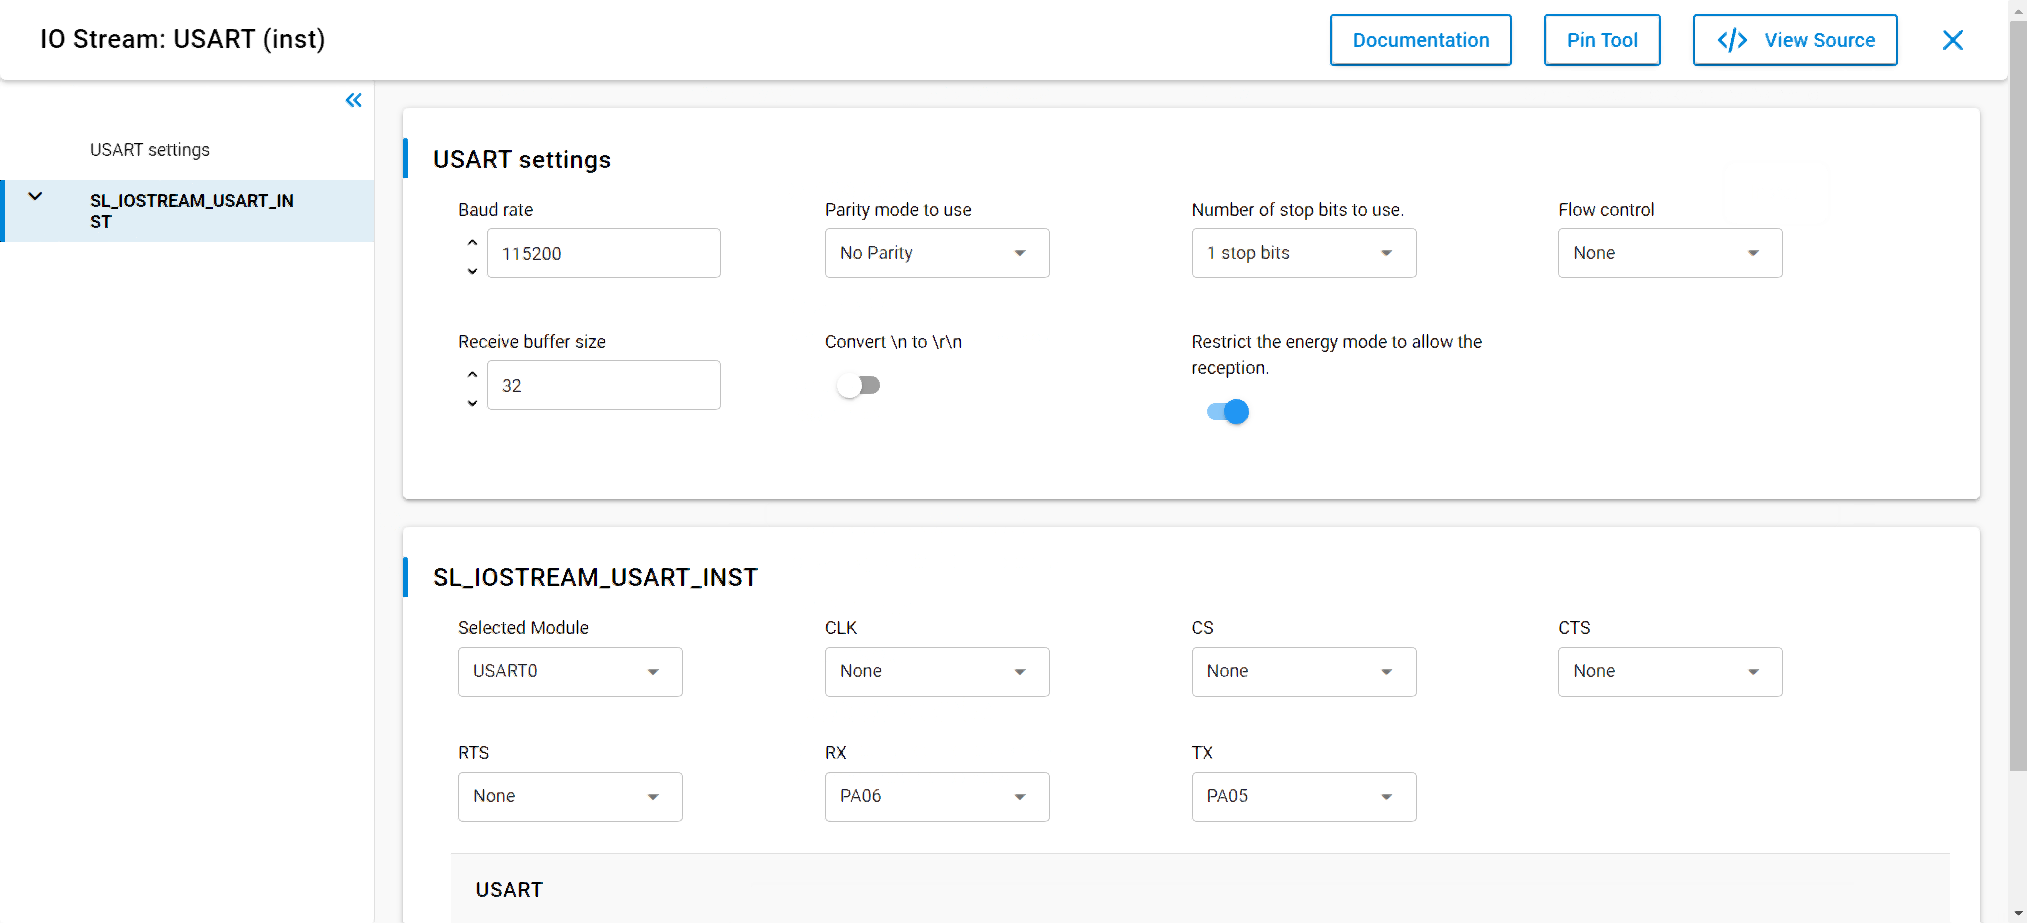 IO Stream: USART (inst)
Documentation
Pin Tool
</> View Source
USART settings
SL_IOSTREAM_USART_IN
ST
USART settings
Baud rate
Parity mode to use
Number of stop bits to use.
Flow control
115200
No Parity
1 stop bits
None
Receive buffer size
Convert \n to \r\n
Restrict the energy mode to allow the
reception.
32
SL_IOSTREAM_USART_INST
Selected Module
CLK
CS
CTS
USART0
None
None
None
RTS
RX
TX
None
PA06
PA05
USART